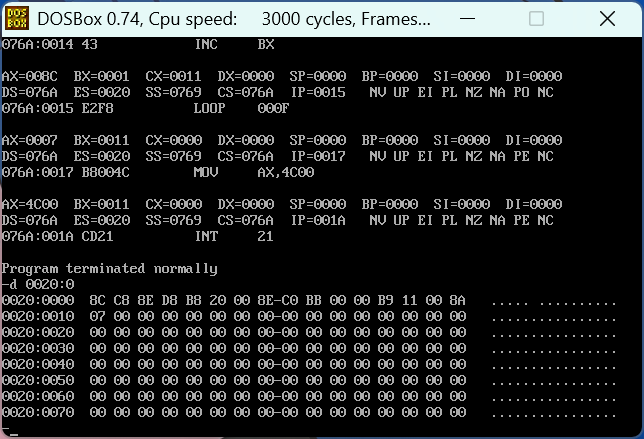 DOS BOX
DOSBox 0.74, Cpu speed: 3000 cycles, Frames...
076A:0014 43 INC BX
AX=008C BX=0001 CX=0011 DX=0000 SP=0000 BP=0000 SI=0000 DI=0000
DS=076A ES=0020 SS=0769 CS=076A IP=0015 NV UP EI PL NZ NA PO NC
076A:0015 E2F8 LOOP 000F
AX=0007 BX=0011 CX=0000 DX=0000 SP=0000 BP=0000 SI=0000 DI=0000
DS=076A ES=0020 SS=0769 CS=076A IP=0017 NV UP EI PL NZ NA PE NC
076A:0017 B8004C MOV AX,4C00
AX=4C00 BX=0011 CX=0000 DX=0000 SP=0000 BP=0000 SI=0000 DI=0000
DS=076A ES=0020 SS=0769 CS=076A IP=001A NV UP EI PL NZ NA PE NC
076A:001A CD21 INT 21
Program terminated normally
-d 0020:0
0020:0000 8C C8 8E D8 B8 20 00 8E-C0 BB 00 00 B9 11 00 8A ..... ..........
0020:0010 07 00 00 00 00 00 00 00-00 00 00 00 00 00 00 00 ................
0020:0020 00 00 00 00 00 00 00 00-00 00 00 00 00 00 00 00 ................
0020:0030 00 00 00 00 00 00 00 00-00 00 00 00 00 00 00 00 ................
0020:0040 00 00 00 00 00 00 00 00-00 00 00 00 00 00 00 00 ................
0020:0050 00 00 00 00 00 00 00 00-00 00 00 00 00 00 00 00 ................
0020:0060 00 00 00 00 00 00 00 00-00 00 00 00 00 00 00 00 ................
0020:0070 00 00 00 00 00 00 00 00-00 00 00 00 00 00 00 00 ................
-_